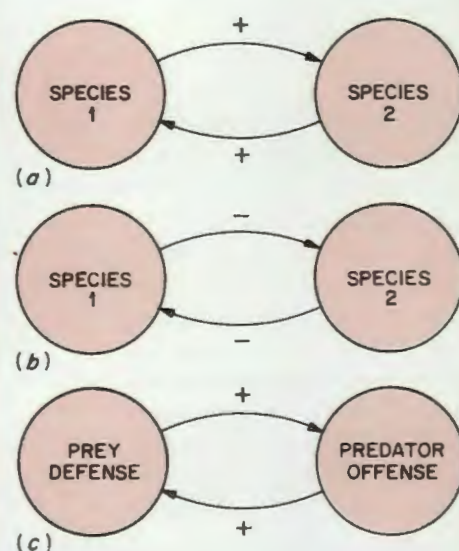 +
SPECIES
1
SPECIES
2
+
(a)
−
SPECIES
1
SPECIES
2
−
(b)
+
PREY
DEFENSE
PREDATOR
OFFENSE
+
(c)